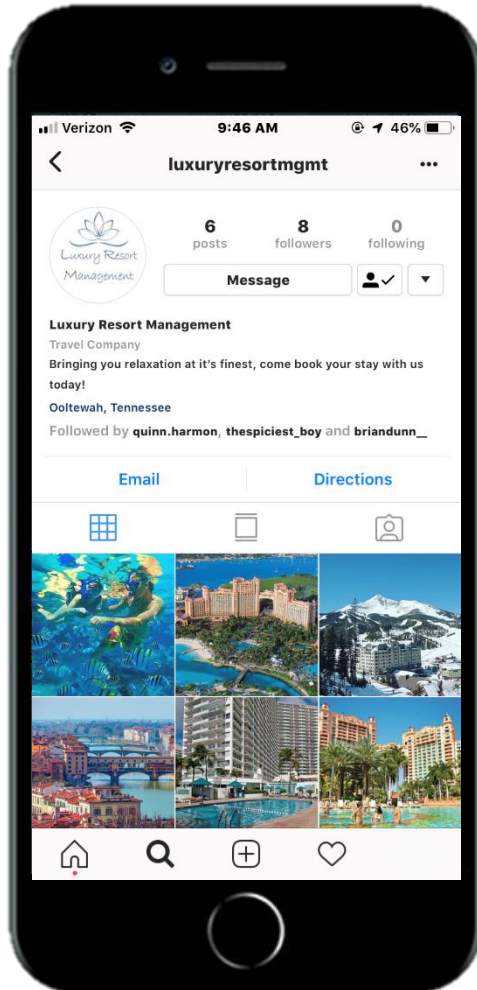 Verizon 9:46 AM 46%
luxuryresortmgmt
6 8 0
posts followers following
Luxury Resort
Management
Message
Luxury Resort Management
Travel Company
Bringing you relaxation at it's finest, come book your stay with us
today!
Ooltewah, Tennessee
Followed by quinn.harmon, thespiciest_boy and briandunn__
Email Directions